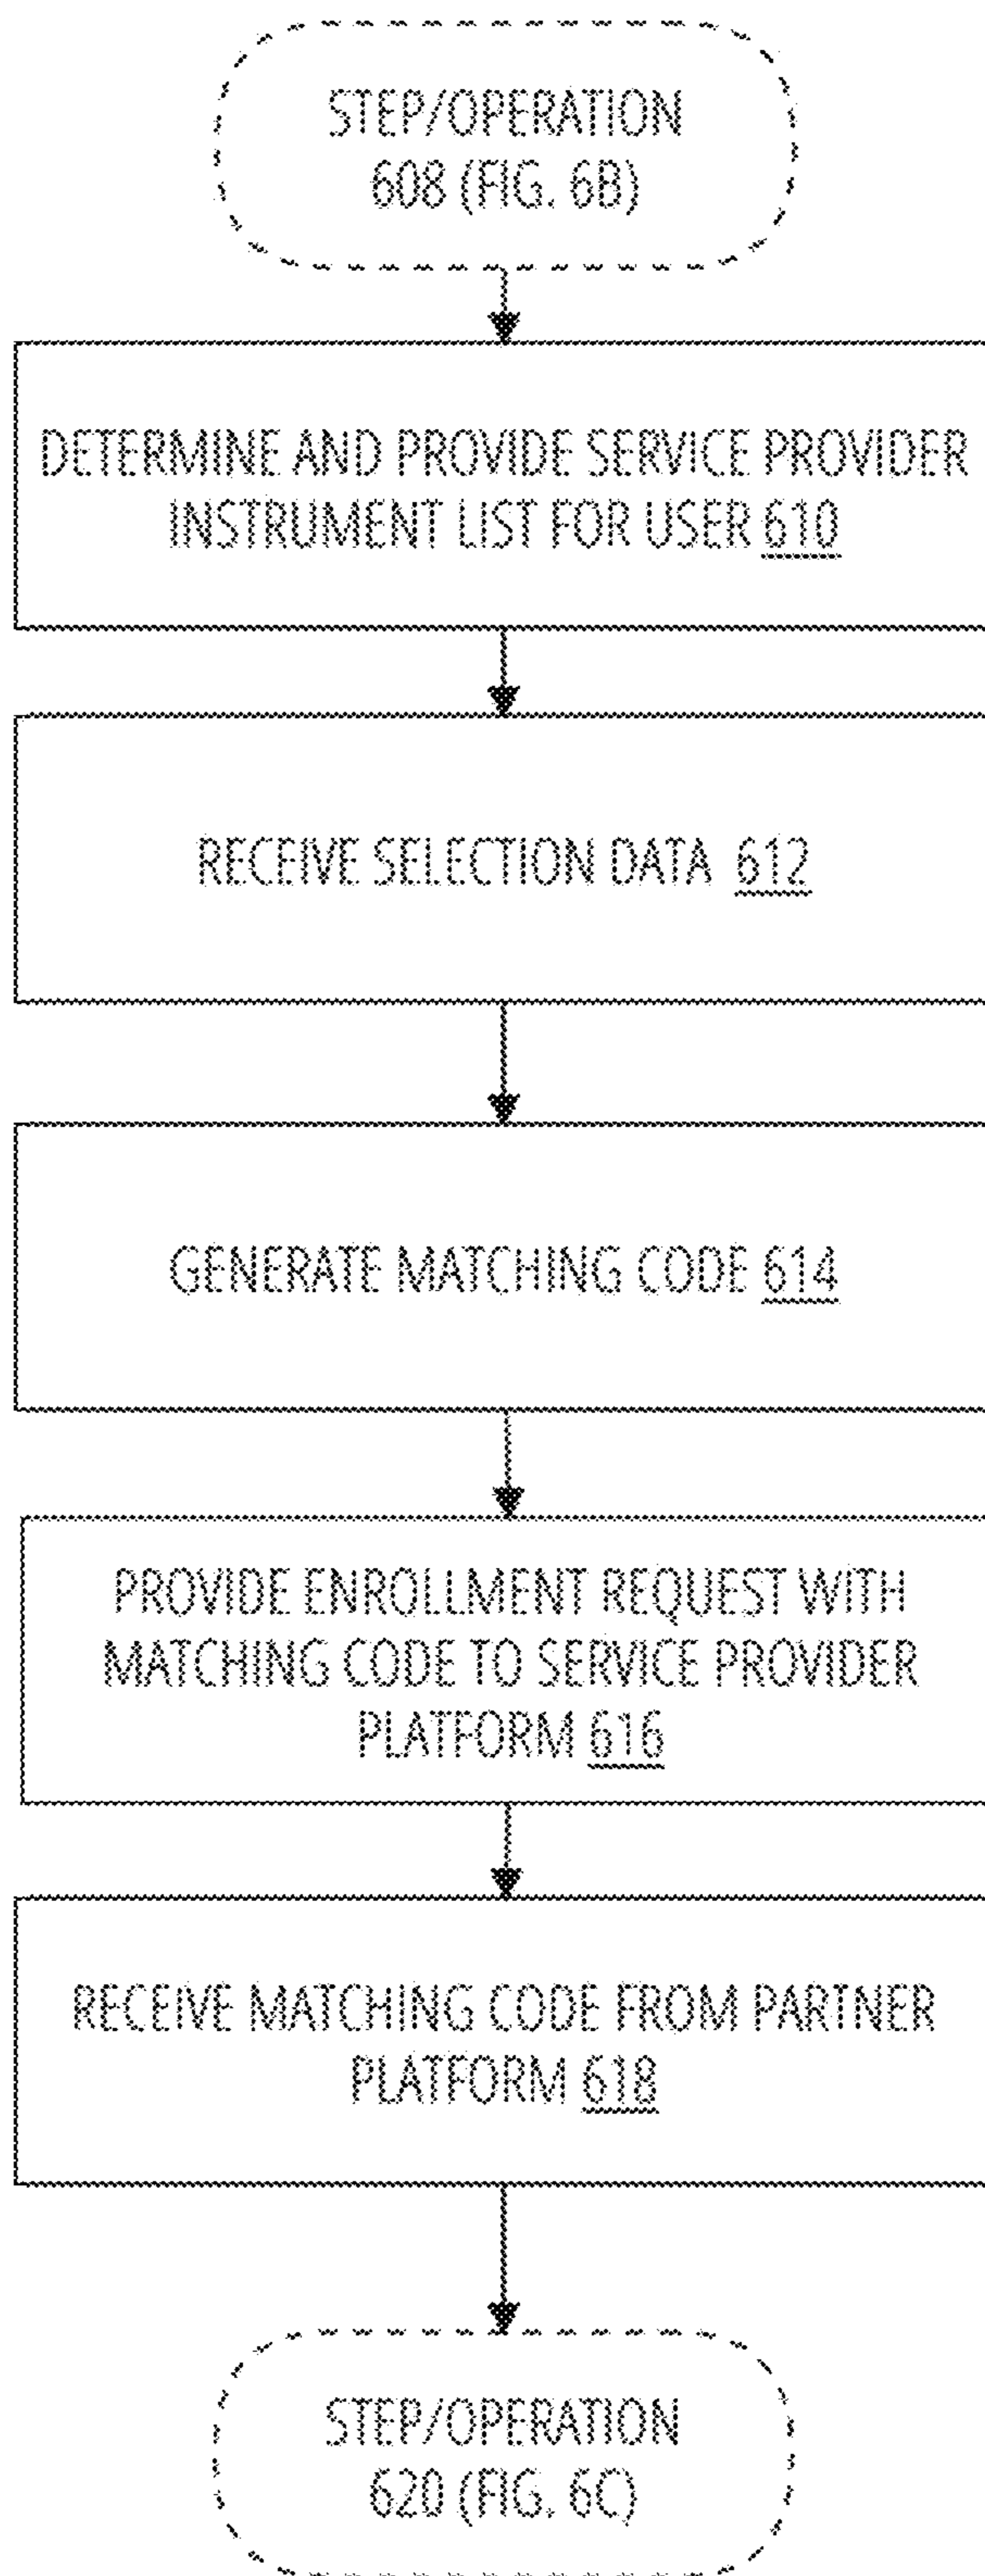 STEP/OPERATION
608 (FIG. 6B)
DETERMINE AND PROVIDE SERVICE PROVIDER
INSTRUMENT LIST FOR USER 610
RECEIVE SELECTION DATA 612
GENERATE MATCHING CODE 614
PROVIDE ENROLLMENT REQUEST WITH
MATCHING CODE TO SERVICE PROVIDER
PLATFORM 616
RECEIVE MATCHING CODE FROM PARTNER
PLATFORM 618
STEP/OPERATION
620 (FIG. 6C)